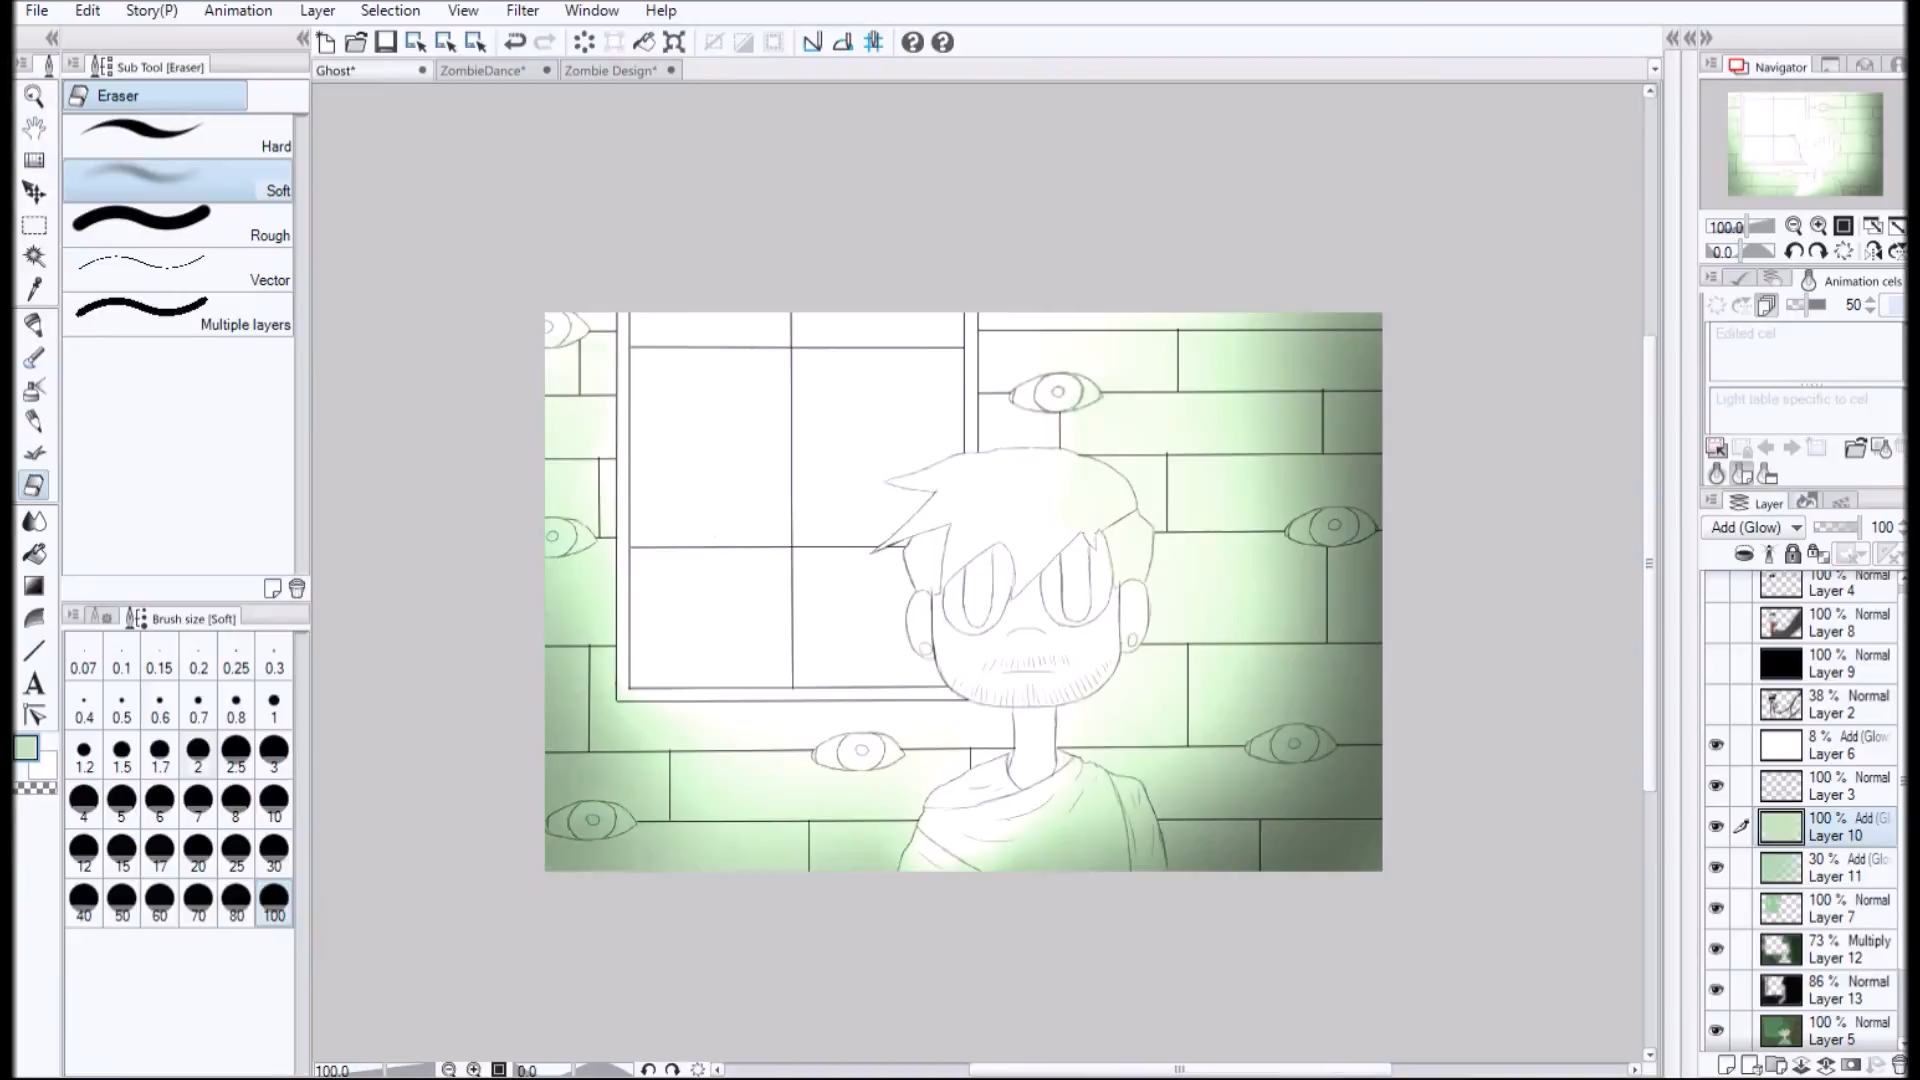 File Edit Story(P) Animation Layer Selection View Filter Window Help
Sub Tool [Eraser]
Ghost* ZombieDance* Zombie Design*
Navigator
Eraser
Hard
Soft
Rough
Vector
Multiple layers
100.0
0.0
Animation cels
50
Edited cel
Light table specific to cel
Layer
Add (Glow) 100
100 % Normal
Layer 4
100 % Normal
Layer 8
100 % Normal
Layer 9
38 % Normal
Layer 2
8 % Add (Glow
Layer 6
100 % Normal
Layer 3
100 % Add (Gl
Layer 10
30 % Add (Glo
Layer 11
100 % Normal
Layer 7
73 % Multiply
Layer 12
86 % Normal
Layer 13
100 % Normal
Layer 5
Brush size [Soft]
0.07 0.1 0.15 0.2 0.25 0.3
0.4 0.5 0.6 0.7 0.8 1
1.2 1.5 1.7 2 2.5 3
4 5 6 7 8 10
12 15 17 20 25 30
40 50 60 70 80 100
100.0 0.0